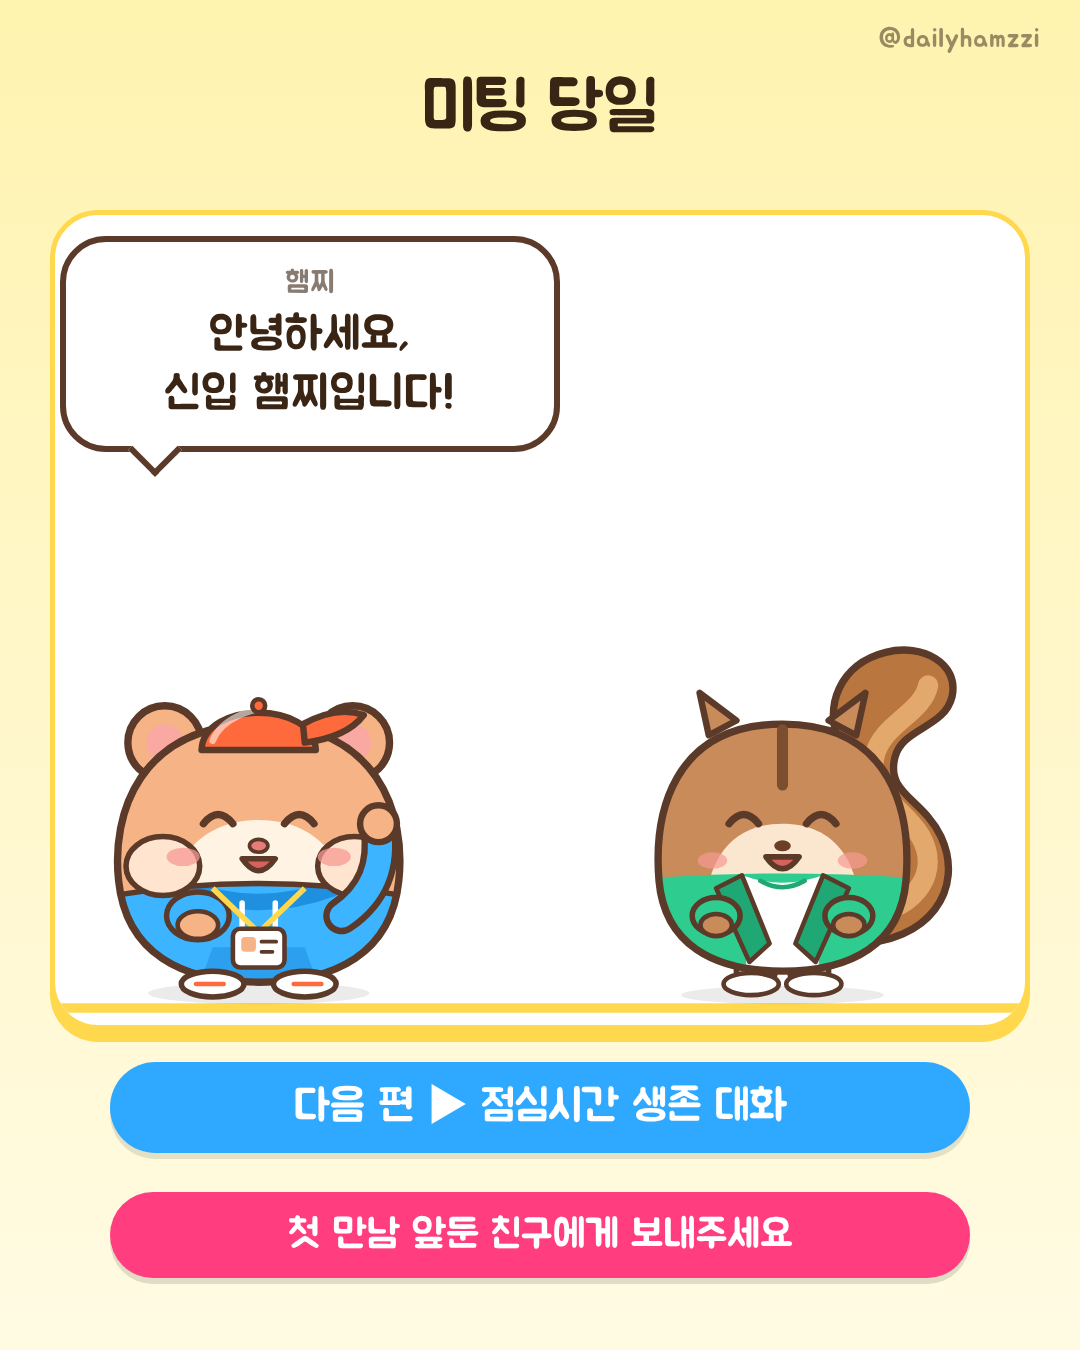 @dailyhamzzi
미팅 당일
햄찌
안녕하세요,
신입 햄찌입니다!
다음 편 ▶ 점심시간 생존 대화
첫 만남 앞둔 친구에게 보내주세요